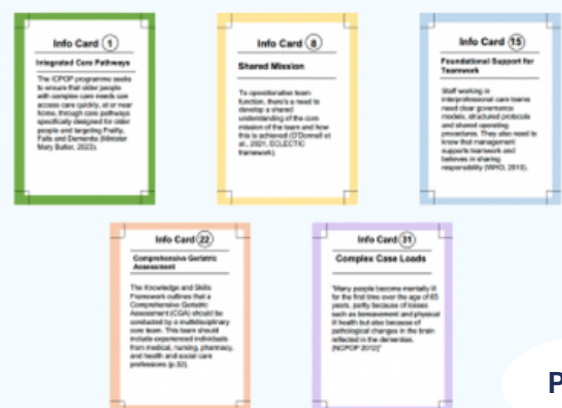 Info Card 1
Integrated Care Pathways
The ICPOP programme seeks
to ensure that older people
with complex care needs can
access care quickly, at or near
home, through care pathways
specifically designed for older
people and targeting Frailty,
Falls and Dementia (Minister
Mary Butler, 2023).
Info Card 8
Shared Mission
To operationalise team
function, there's a need to
develop a shared
understanding of the core
mission of the team and how
this is achieved (O'Donnell et
al., 2021, ECLECTIC
framework).
Info Card 15
Foundational Support for
Teamwork
Staff working in
interprofessional care teams
need clear governance
models, structured protocols
and shared operating
procedures. They also need to
know that management
supports teamwork and
believes in sharing
responsibility (WHO, 2010).
Info Card 22
Comprehensive Geriatric
Assessment
The Knowledge and Skills
Framework outlines that a
Comprehensive Geriatric
Assessment (CGA) should be
conducted by a multidisciplinary
core team. This team should
include experienced individuals
from medical, nursing, pharmacy,
and health and social care
professions (p.32).
Info Card 31
Complex Case Loads
"Many people become mentally ill
for the first time over the age of 65
years, partly because of losses
such as bereavement and physical
ill health but also because of
pathological changes in the brain
reflected in the dementias.
(NCPOP 2012)"
P